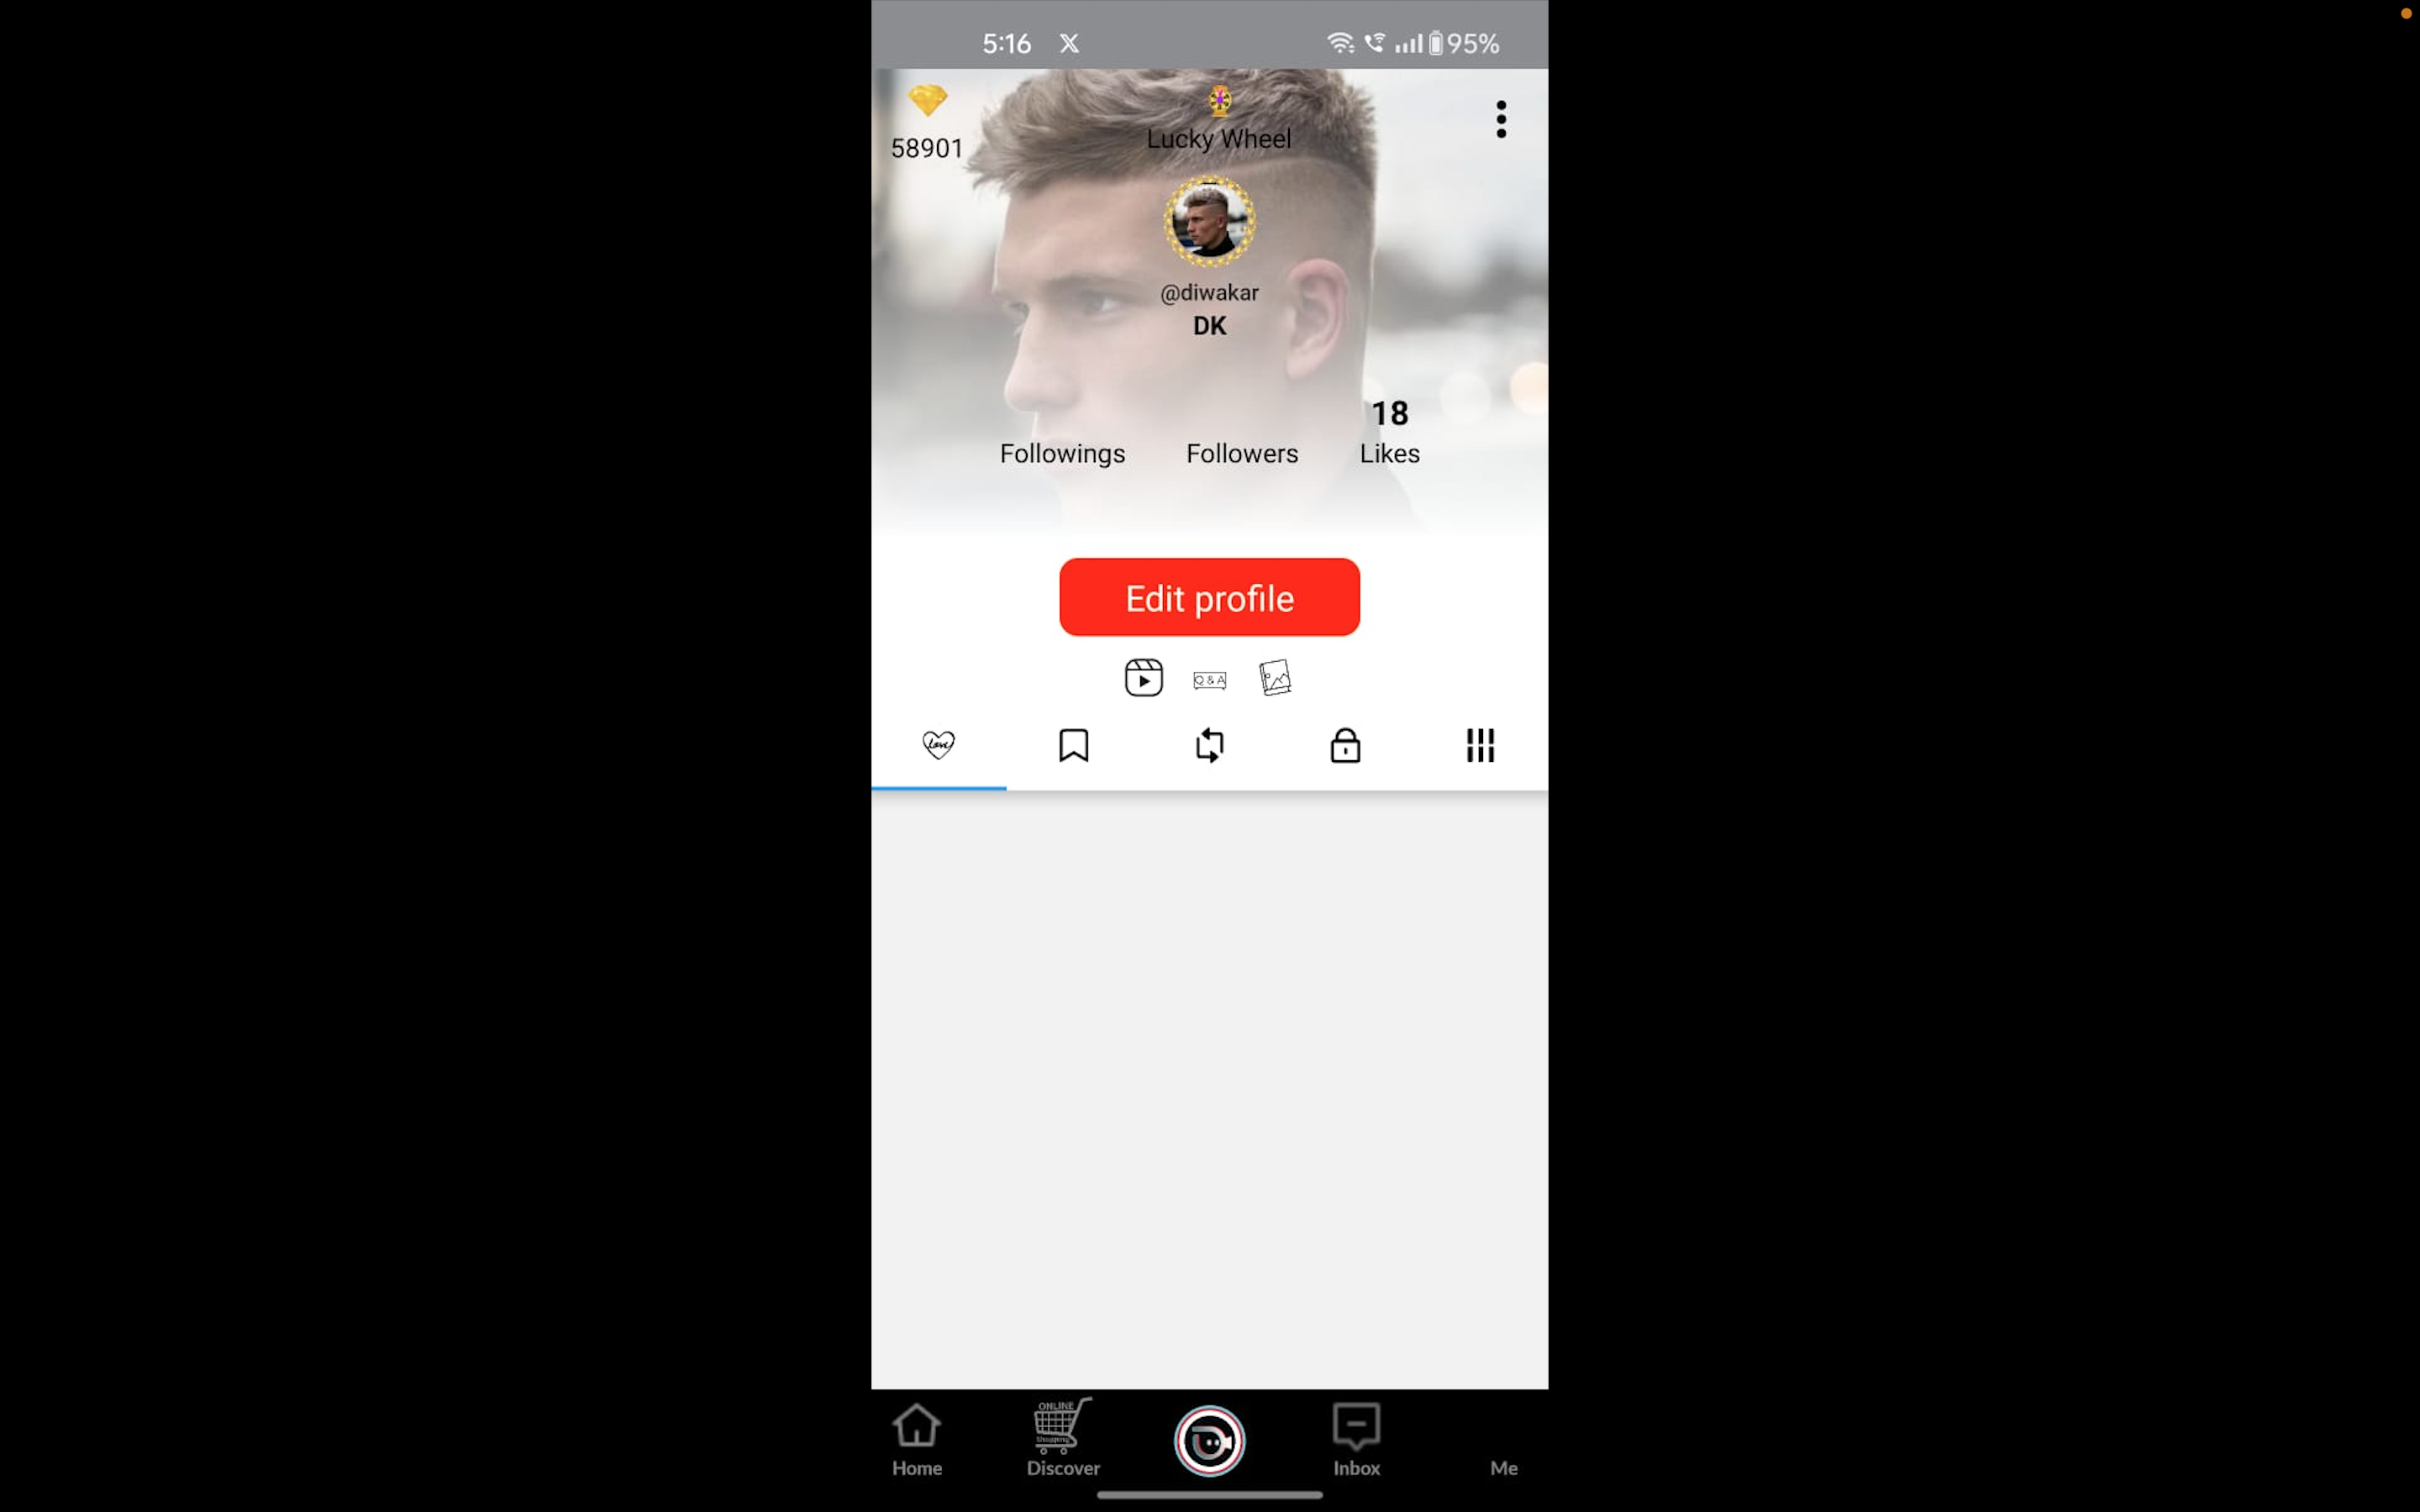 5:16 95%
58901
Lucky Wheel
@diwakar
DK
18
Followings Followers Likes
Edit profile
Q & A
Love
ONLINE
Shopping
Home Discover Inbox Me